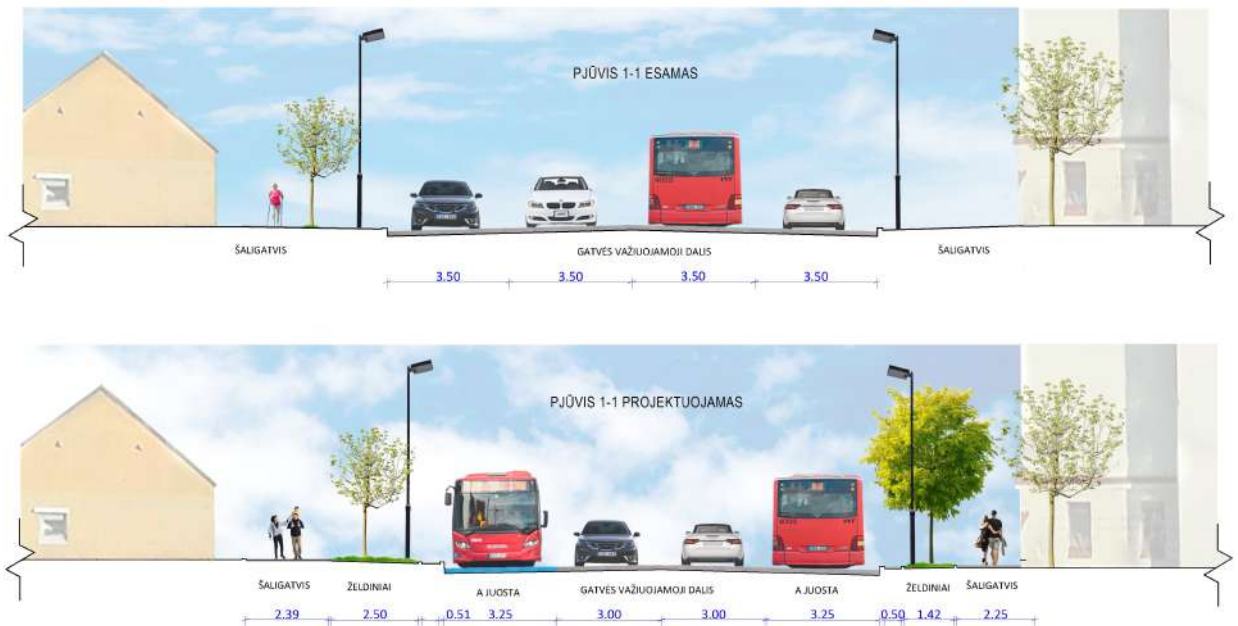 PJŪVIS 1-1 ESAMAS
ŠALIGATVIS GATVĖS VAŽIUOJAMOJI DALIS ŠALIGATVIS
3.50 3.50 3.50 3.50
PJŪVIS 1-1 PROJEKTUOJAMAS
ŠALIGATVIS ŽELDINIAI A JUOSTA GATVĖS VAŽIUOJAMOJI DALIS A JUOSTA ŽELDINIAI ŠALIGATVIS
2.39 2.50 0.51 3.25 3.00 3.00 3.25 0.50 1.42 2.25